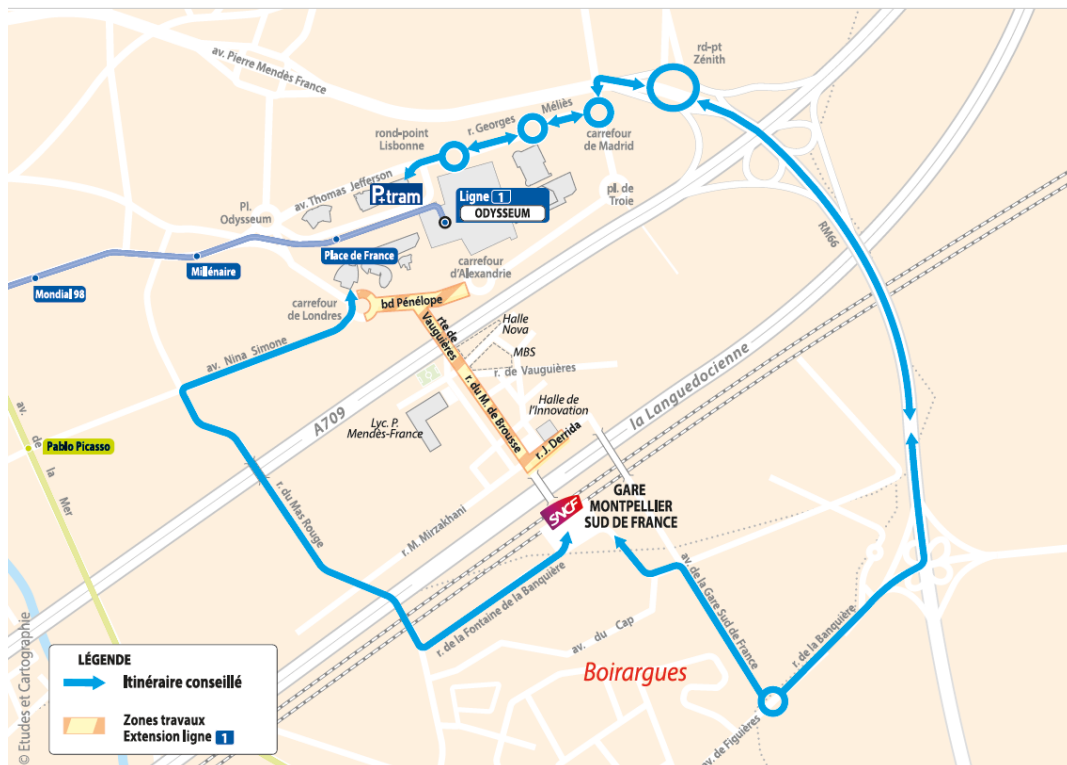 av. Pierre Mendès France
rd-pt
Zénith
r. Georges
Méliès
rond-point
Lisbonne
carrefour
de Madrid
av. Thomas Jefferson
P+tram
Ligne 1
ODYSSEUM
pl. de
Troie
Pl.
Odysseum
RM66
Place de France
Millénaire
Mondial 98
carrefour
d'Alexandrie
carrefour
de Londres
bd Pénélope
rte de
Vauguières
Halle
Nova
MBS
r. de Vauguières
av. Nina Simone
A709
la Languedocienne
r. du M. de Brousse
Halle de
l'Innovation
Lyc. P.
Mendès-France
r. J. Derrida
av. de la Mer
Pablo Picasso
r. du Mas Rouge
r. M. Mirzakhani
SNCF
GARE
MONTPELLIER
SUD DE FRANCE
r. de la Fontaine de la Banquière
av. de la Gare Sud de France
r. de la Banquière
av. du Cap
Boirargues
av. de Figuières
LÉGENDE
Itinéraire conseillé
Zones travaux
Extension ligne 1
© Etudes et Cartographie